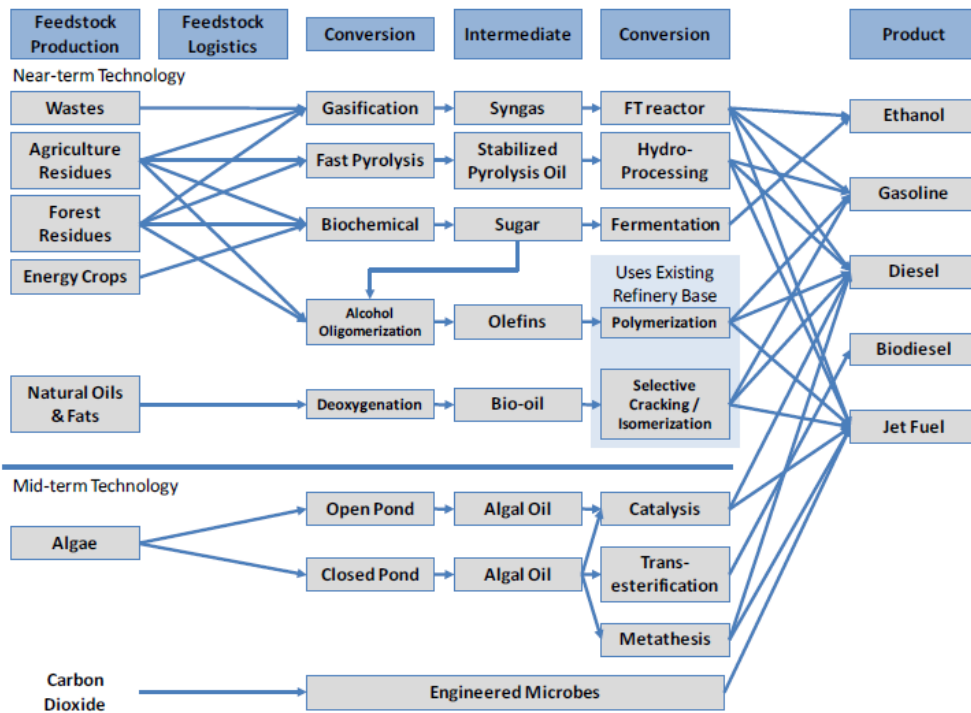 Feedstock
Production
Feedstock
Logistics
Conversion
Intermediate
Conversion
Product
Near-term Technology
Wastes
Gasification
Syngas
FT reactor
Ethanol
Agriculture
Residues
Fast Pyrolysis
Stabilized
Pyrolysis Oil
Hydro-
Processing
Gasoline
Forest
Residues
Biochemical
Sugar
Fermentation
Energy Crops
Uses Existing
Refinery Base
Diesel
Alcohol
Oligomerization
Olefins
Polymerization
Biodiesel
Natural Oils
& Fats
Deoxygenation
Bio-oil
Selective
Cracking /
Isomerization
Jet Fuel
Mid-term Technology
Open Pond
Algal Oil
Catalysis
Algae
Closed Pond
Algal Oil
Trans-
esterification
Metathesis
Carbon
Dioxide
Engineered Microbes